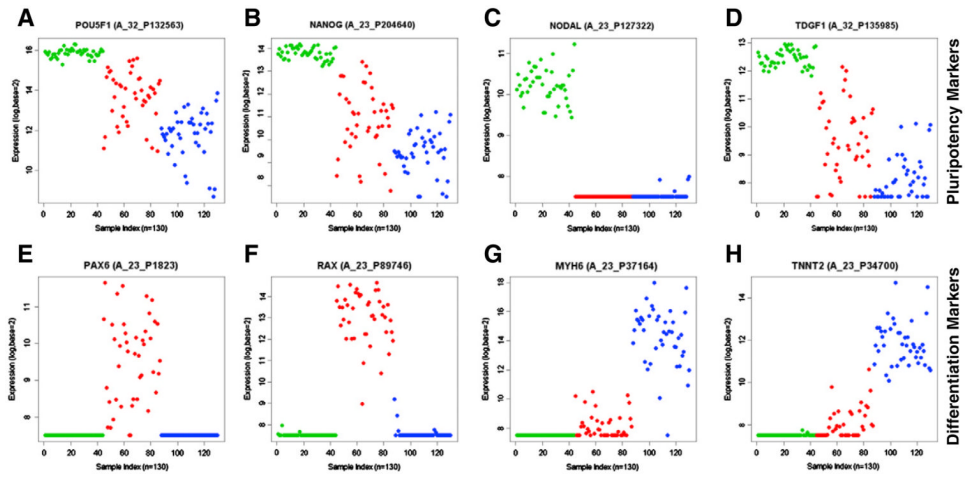 A
POU5F1 (A_32_P132563)
Expression (log,base=2)
16
14
12
10
0 20 40 60 80 100 120
Sample Index (n=130)
B
NANOG (A_23_P204640)
Expression (log,base=2)
14
13
12
11
10
9
8
0 20 40 60 80 100 120
Sample Index (n=130)
C
NODAL (A_23_P127322)
Expression (log,base=2)
11
10
9
8
0 20 40 60 80 100 120
Sample Index (n=130)
D
TDGF1 (A_32_P135985)
Expression (log,base=2)
13
12
11
10
9
8
0 20 40 60 80 100 120
Sample Index (n=130)
Pluripotency Markers
E
PAX6 (A_23_P1823)
Expression (log,base=2)
11
10
9
8
0 20 40 60 80 100 120
Sample Index (n=130)
F
RAX (A_23_P89746)
Expression (log,base=2)
14
13
12
11
10
9
8
0 20 40 60 80 100 120
Sample Index (n=130)
G
MYH6 (A_23_P37164)
Expression (log,base=2)
18
16
14
12
10
8
0 20 40 60 80 100 120
Sample Index (n=130)
H
TNNT2 (A_23_P34700)
Expression (log,base=2)
14
12
10
8
0 20 40 60 80 100 120
Sample Index (n=130)
Differentiation Markers